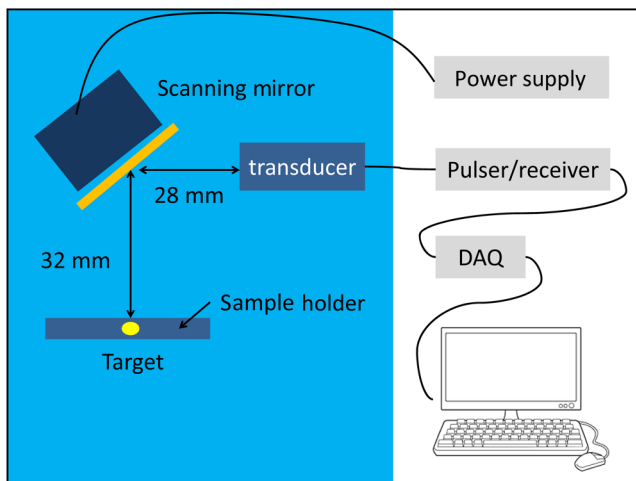 Power supply
Scanning mirror
transducer
Pulser/receiver
28 mm
32 mm
DAQ
Sample holder
Target